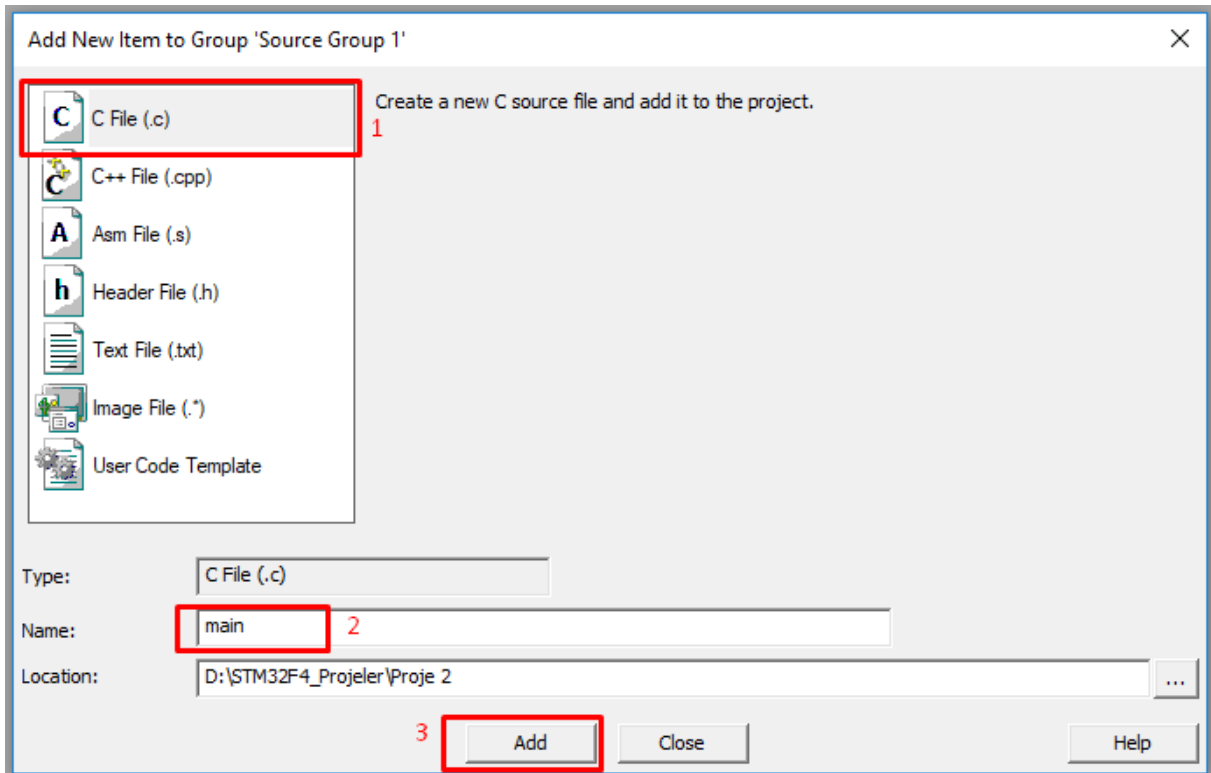 Add New Item to Group 'Source Group 1'
C File (.c)
Create a new C source file and add it to the project.
1
C++ File (.cpp)
Asm File (.s)
Header File (.h)
Text File (.txt)
Image File (.*)
User Code Template
Type: C File (.c)
Name: main 2
Location: D:\STM32F4_Projeler\Proje 2 ...
3 Add Close Help